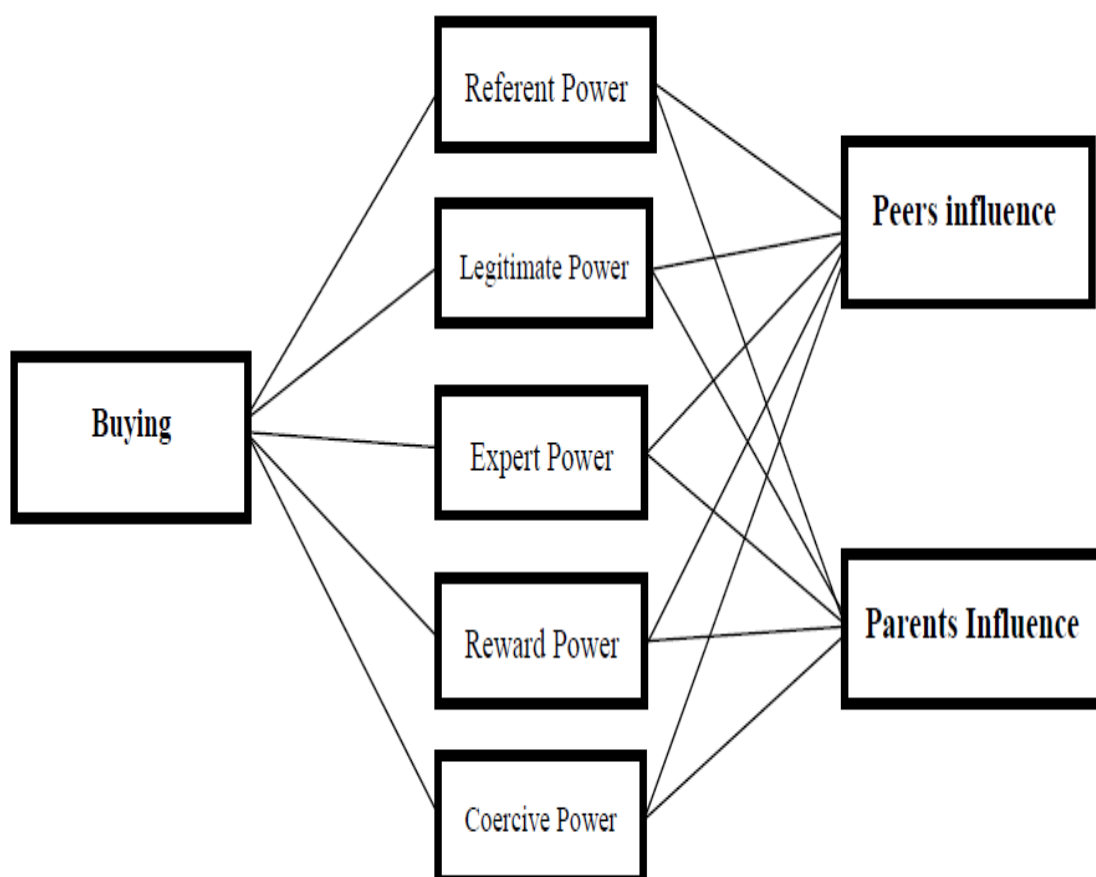 Referent Power
Peers influence
Legitimate Power
Buying
Expert Power
Parents Influence
Reward Power
Coercive Power